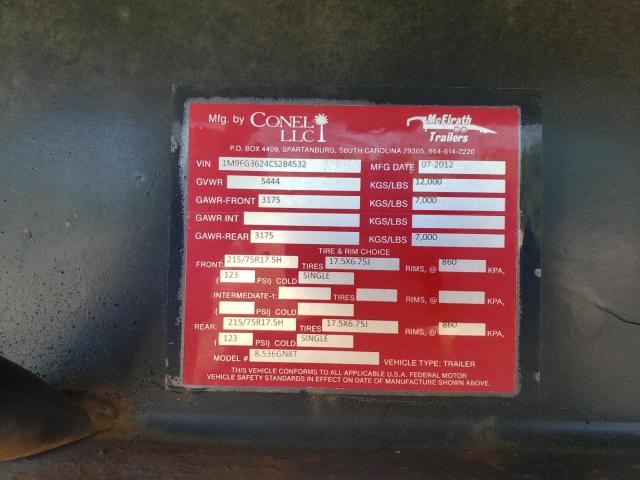 Mfg. by CONEL LLC McElrath Trailers
P.O. BOX 4409, SPARTANBURG, SOUTH CAROLINA 29305, 864-814-2220
VIN 1M9FG3624CS284532 MFG DATE 07-2012
GVWR 5444 KGS/LBS 12,000
GAWR-FRONT 3175 KGS/LBS 7,000
GAWR INT KGS/LBS
GAWR-REAR 3175 KGS/LBS 7,000
TIRE & RIM CHOICE
FRONT: 215/75R17.5H TIRES 17.5X6.75J RIMS, @ 860 KPA,
( 123 PSI) COLD SINGLE
INTERMEDIATE-1: TIRES RIMS, @ KPA,
( PSI) COLD
REAR: 215/75R17.5H TIRES 17.5X6.75J RIMS, @ 860 KPA,
( 123 PSI) COLD SINGLE
MODEL # 8.536GN8T VEHICLE TYPE: TRAILER
THIS VEHICLE CONFORMS TO ALL APPLICABLE U.S.A. FEDERAL MOTOR
VEHICLE SAFETY STANDARDS IN EFFECT ON DATE OF MANUFACTURE SHOWN ABOVE.